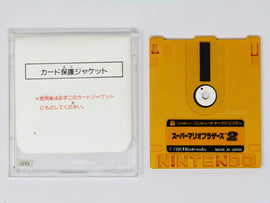 カード保護ジャケット
※使用後は必ずこのカードジャケット
にもどしてください。
スーパーマリオブラザーズ2
©1986 Nintendo
MADE IN JAPAN
NINTENDO